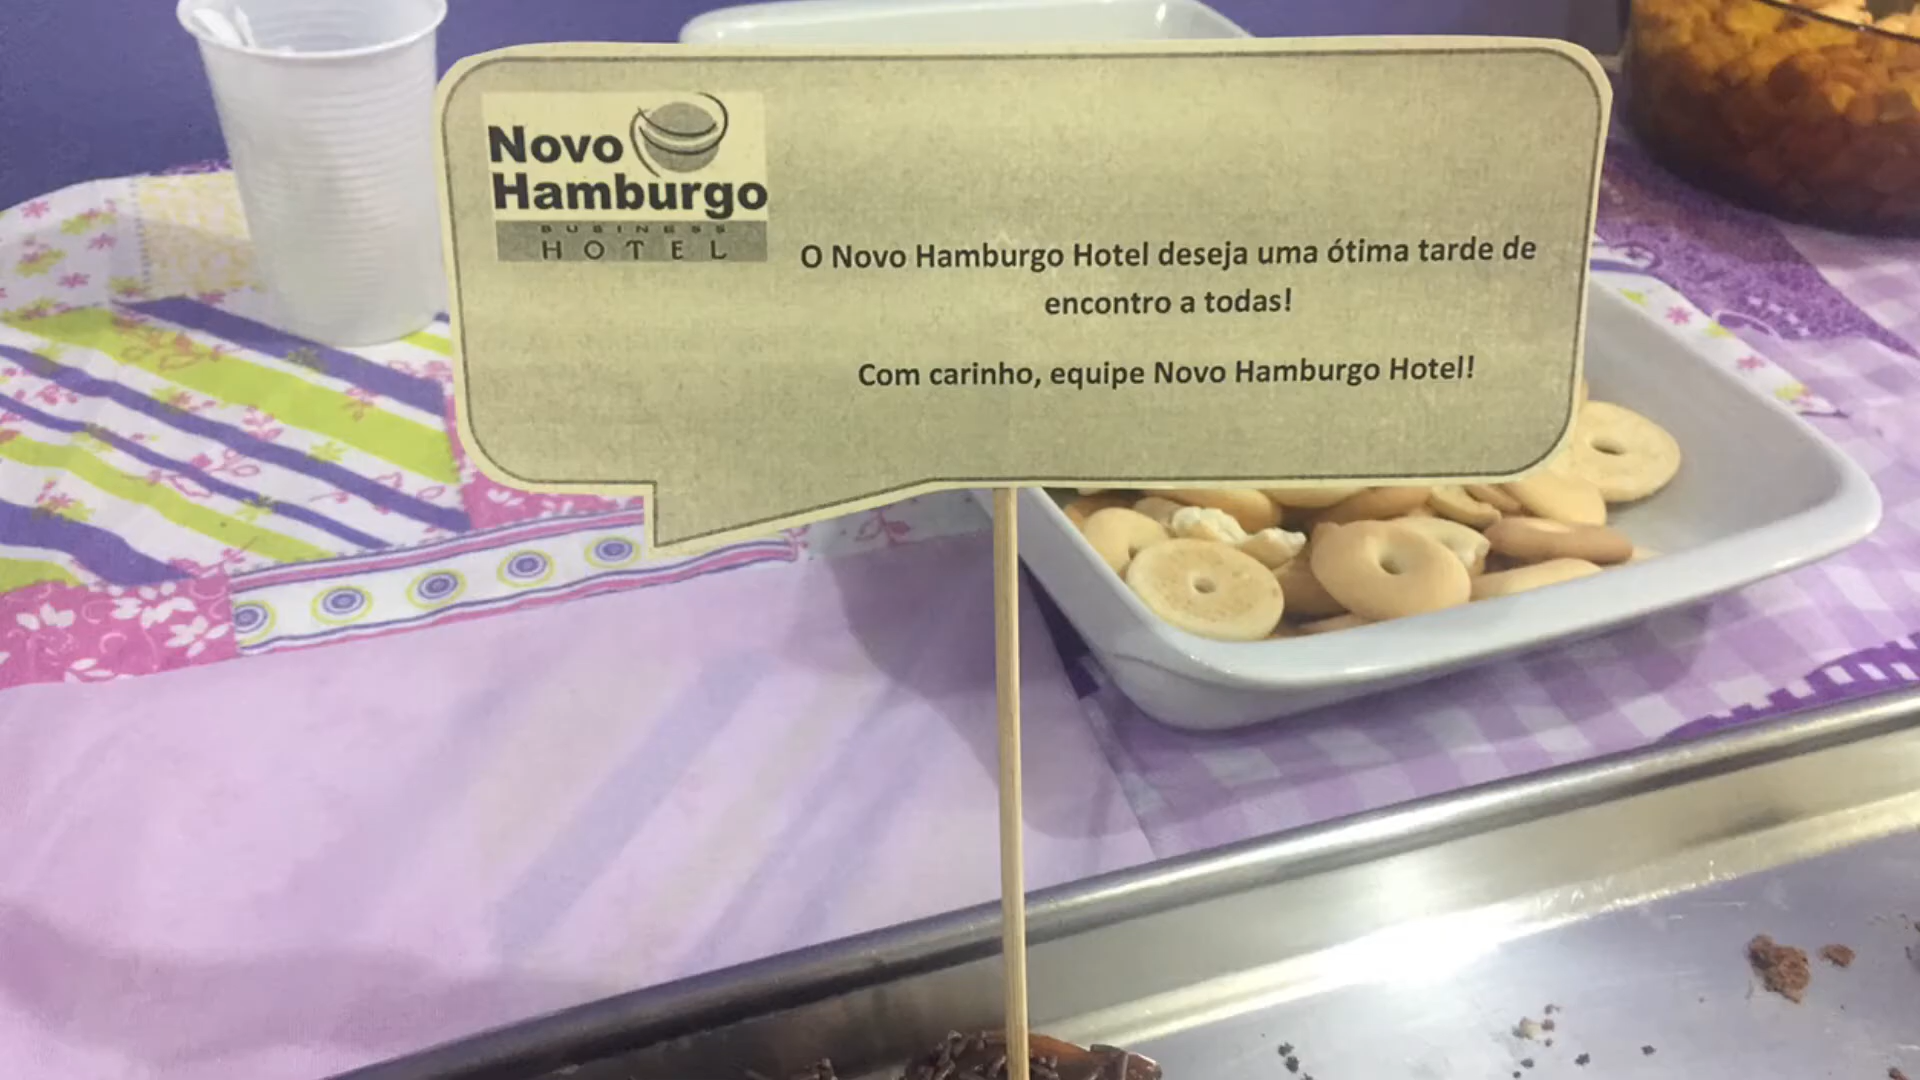 Novo
Hamburgo
BUSINESS
HOTEL
O Novo Hamburgo Hotel deseja uma ótima tarde de
encontro a todas!
Com carinho, equipe Novo Hamburgo Hotel!